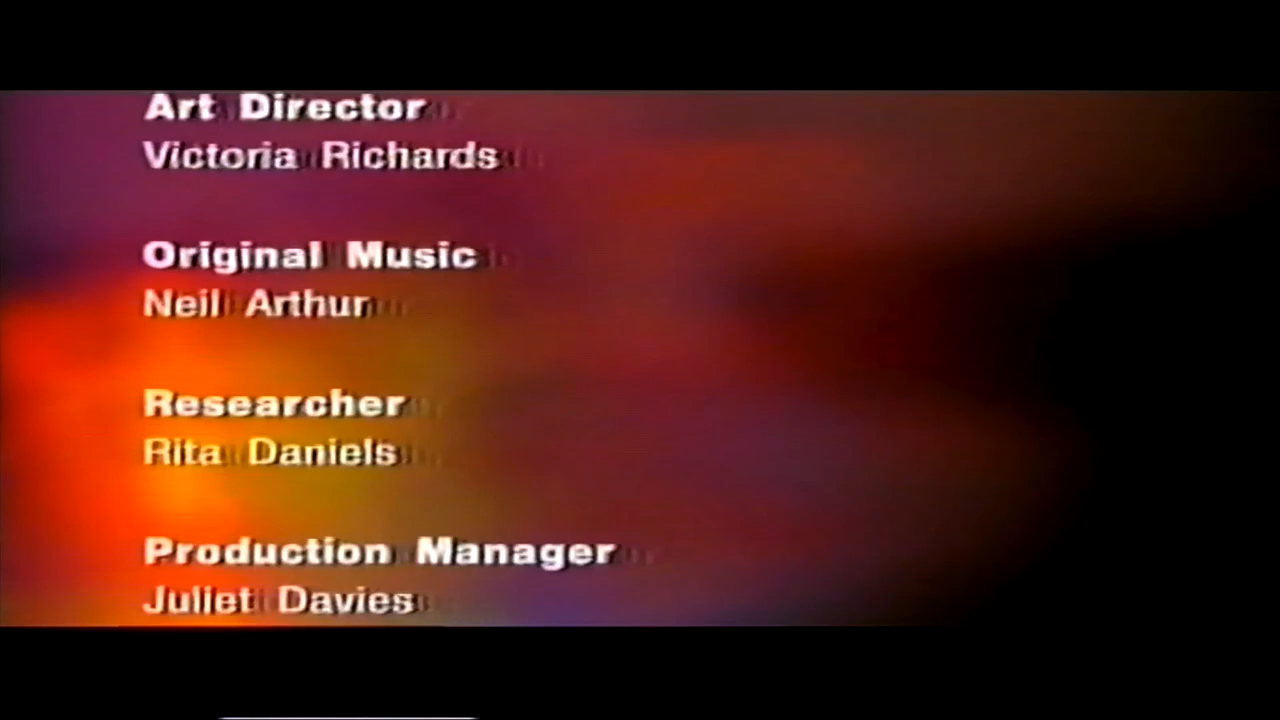 Art Director
Victoria Richards
Original Music
Neil Arthur
Researcher
Rita Daniels
Production Manager
Juliet Davies